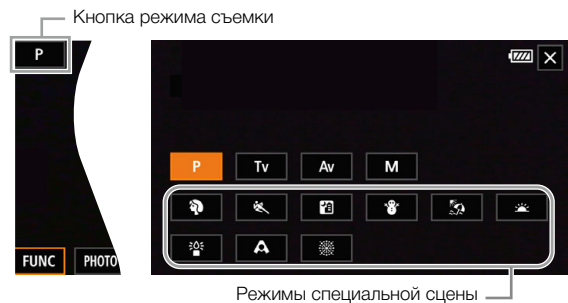 Кнопка режима съемки
P
P Tv Av M
FUNC PHOTO
Режимы специальной сцены